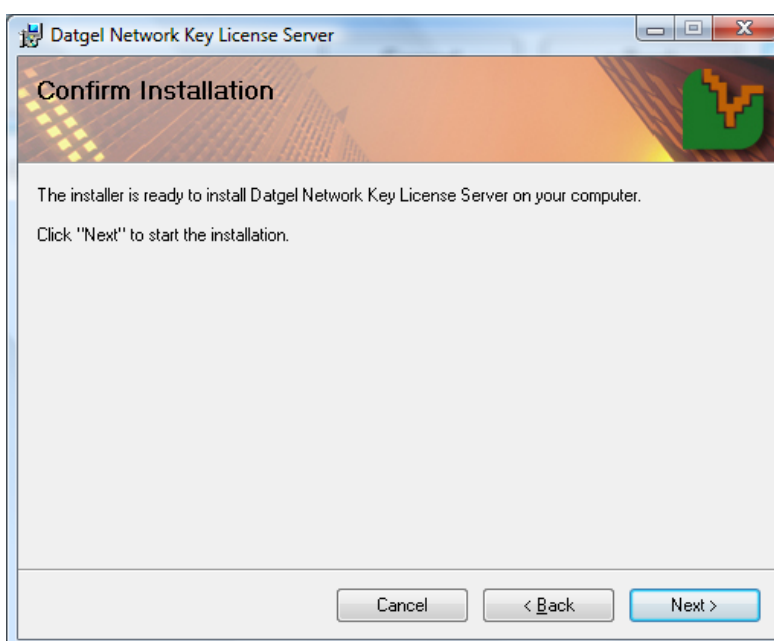 Datgel Network Key License Server
Confirm Installation
The installer is ready to install Datgel Network Key License Server on your computer.
Click "Next" to start the installation.
Cancel
< Back
Next >